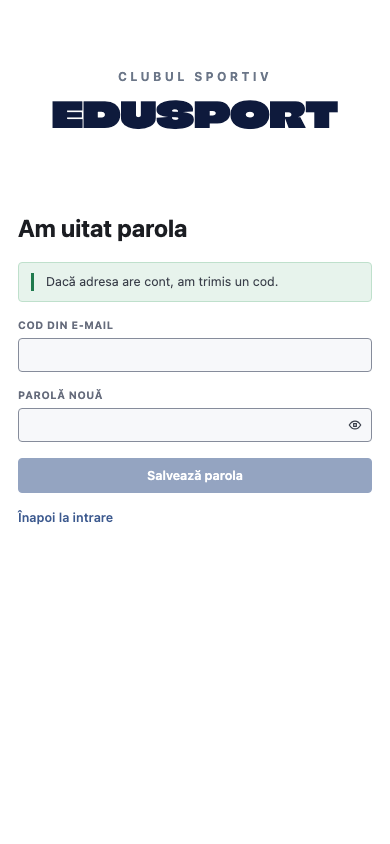 CLUBUL SPORTIV
EDUSPORT
Am uitat parola
Dacă adresa are cont, am trimis un cod.
COD DIN E-MAIL
PAROLĂ NOUĂ
Salvează parola
Înapoi la intrare